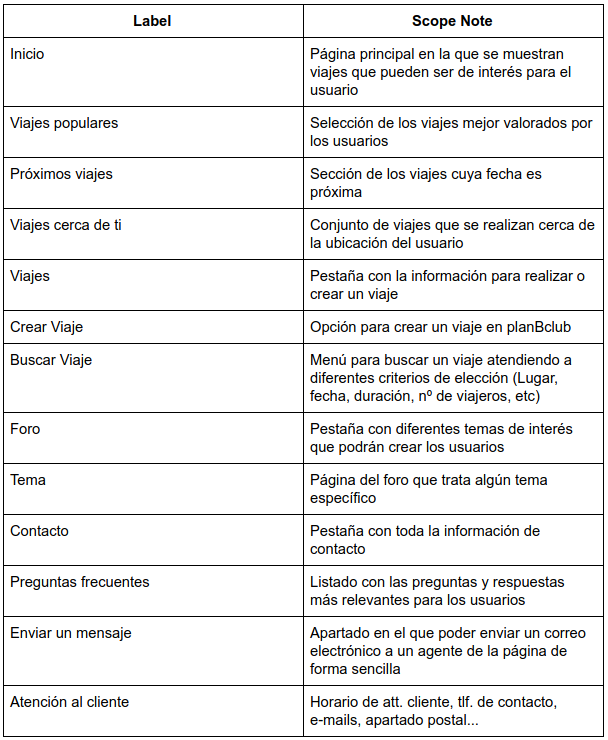 Label Scope Note
Inicio Página principal en la que se muestran
viajes que pueden ser de interés para el
usuario
Viajes populares Selección de los viajes mejor valorados por
los usuarios
Próximos viajes Sección de los viajes cuya fecha es
próxima
Viajes cerca de ti Conjunto de viajes que se realizan cerca de
la ubicación del usuario
Viajes Pestaña con la información para realizar o
crear un viaje
Crear Viaje Opción para crear un viaje en planBclub
Buscar Viaje Menú para buscar un viaje atendiendo a
diferentes criterios de elección (Lugar,
fecha, duración, nº de viajeros, etc)
Foro Pestaña con diferentes temas de interés
que podrán crear los usuarios
Tema Página del foro que trata algún tema
específico
Contacto Pestaña con toda la información de
contacto
Preguntas frecuentes Listado con las preguntas y respuestas
más relevantes para los usuarios
Enviar un mensaje Apartado en el que poder enviar un correo
electrónico a un agente de la página de
forma sencilla
Atención al cliente Horario de att. cliente, tlf. de contacto,
e-mails, apartado postal...